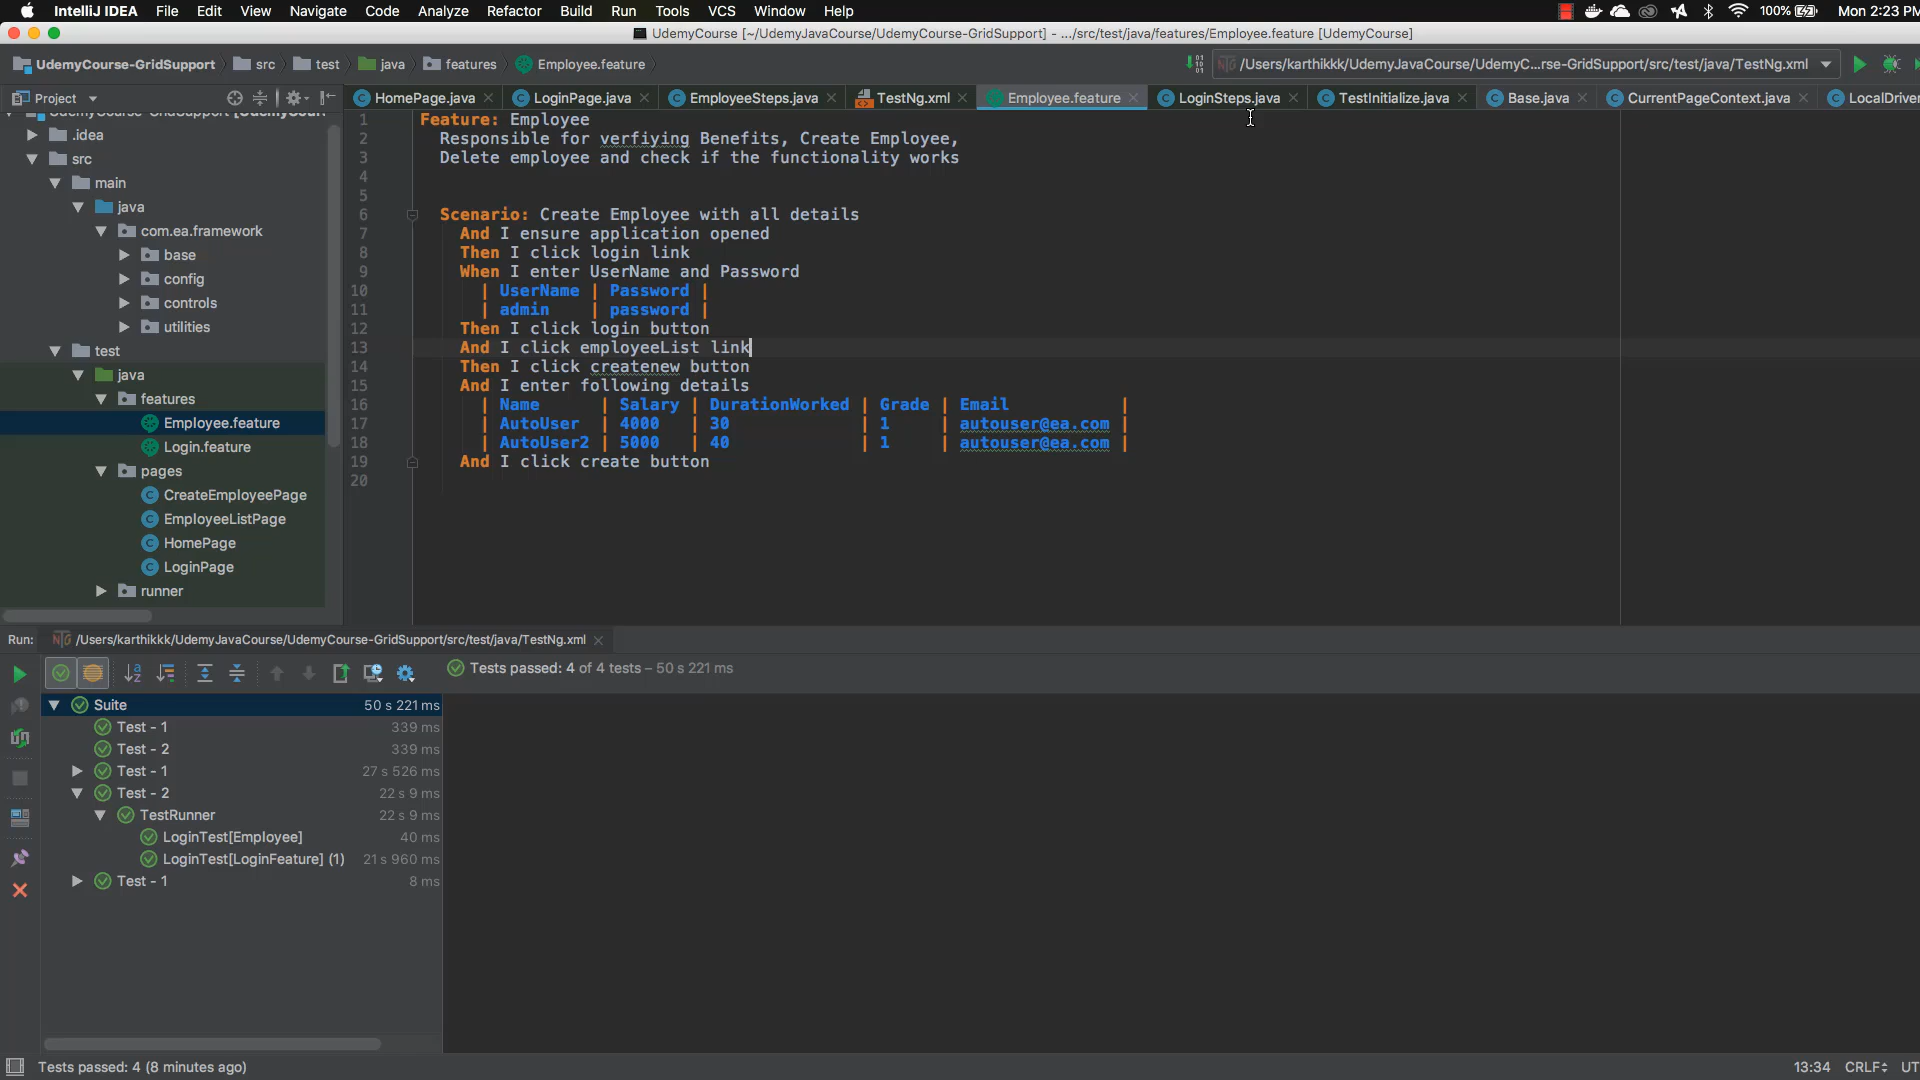 IntelliJ IDEA File Edit View Navigate Code Analyze Refactor Build Run Tools VCS Window Help 100% Mon 2:23 PM
UdemyCourse [~/UdemyJavaCourse/UdemyCourse-GridSupport] - .../src/test/java/features/Employee.feature [UdemyCourse]
UdemyCourse-GridSupport src test java features Employee.feature /Users/karthikkk/UdemyJavaCourse/UdemyC...rse-GridSupport/src/test/java/TestNg.xml
Project HomePage.java LoginPage.java EmployeeSteps.java TestNg.xml Employee.feature LoginSteps.java TestInitialize.java Base.java CurrentPageContext.java LocalDriver
.idea
src
main
java
com.ea.framework
base
config
controls
utilities
test
java
features
Employee.feature
Login.feature
pages
CreateEmployeePage
EmployeeListPage
HomePage
LoginPage
runner
1 Feature: Employee
2 Responsible for verfiying Benefits, Create Employee,
3 Delete employee and check if the functionality works
4
5
6 Scenario: Create Employee with all details
7 And I ensure application opened
8 Then I click login link
9 When I enter UserName and Password
10 | UserName | Password |
11 | admin | password |
12 Then I click login button
13 And I click employeeList link
14 Then I click createnew button
15 And I enter following details
16 | Name | Salary | DurationWorked | Grade | Email |
17 | AutoUser | 4000 | 30 | 1 | autouser@ea.com |
18 | AutoUser2 | 5000 | 40 | 1 | autouser@ea.com |
19 And I click create button
20
Run: /Users/karthikkk/UdemyJavaCourse/UdemyCourse-GridSupport/src/test/java/TestNg.xml
Tests passed: 4 of 4 tests – 50 s 221 ms
Suite 50 s 221 ms
Test - 1 339 ms
Test - 2 339 ms
Test - 1 27 s 526 ms
Test - 2 22 s 9 ms
TestRunner 22 s 9 ms
LoginTest[Employee] 40 ms
LoginTest[LoginFeature] (1) 21 s 960 ms
Test - 1 8 ms
Tests passed: 4 (8 minutes ago) 13:34 CRLF UT